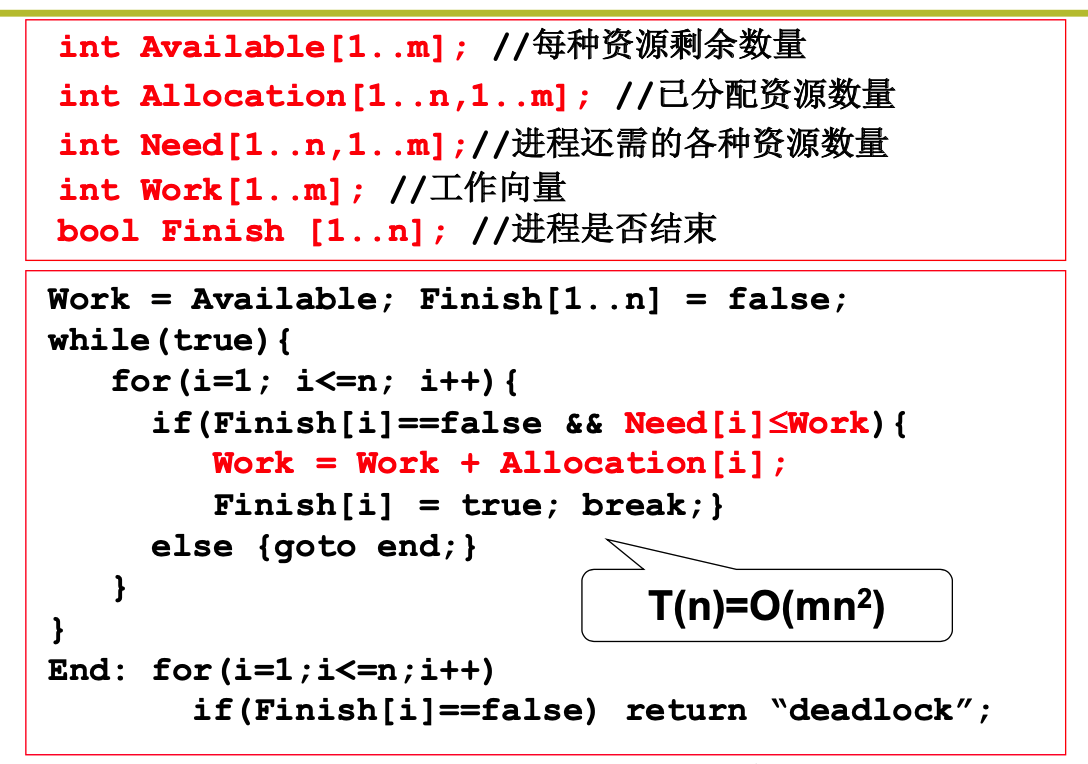 int Available[1..m]; //每种资源剩余数量
int Allocation[1..n,1..m]; //已分配资源数量
int Need[1..n,1..m];//进程还需的各种资源数量
int Work[1..m]; //工作向量
bool Finish [1..n]; //进程是否结束
Work = Available; Finish[1..n] = false;
while(true){
for(i=1; i<=n; i++){
if(Finish[i]==false && Need[i]≤Work){
Work = Work + Allocation[i];
Finish[i] = true; break;}
else {goto end;}
}
T(n)=O(mn²)
}
End: for(i=1;i<=n;i++)
if(Finish[i]==false) return “deadlock”;